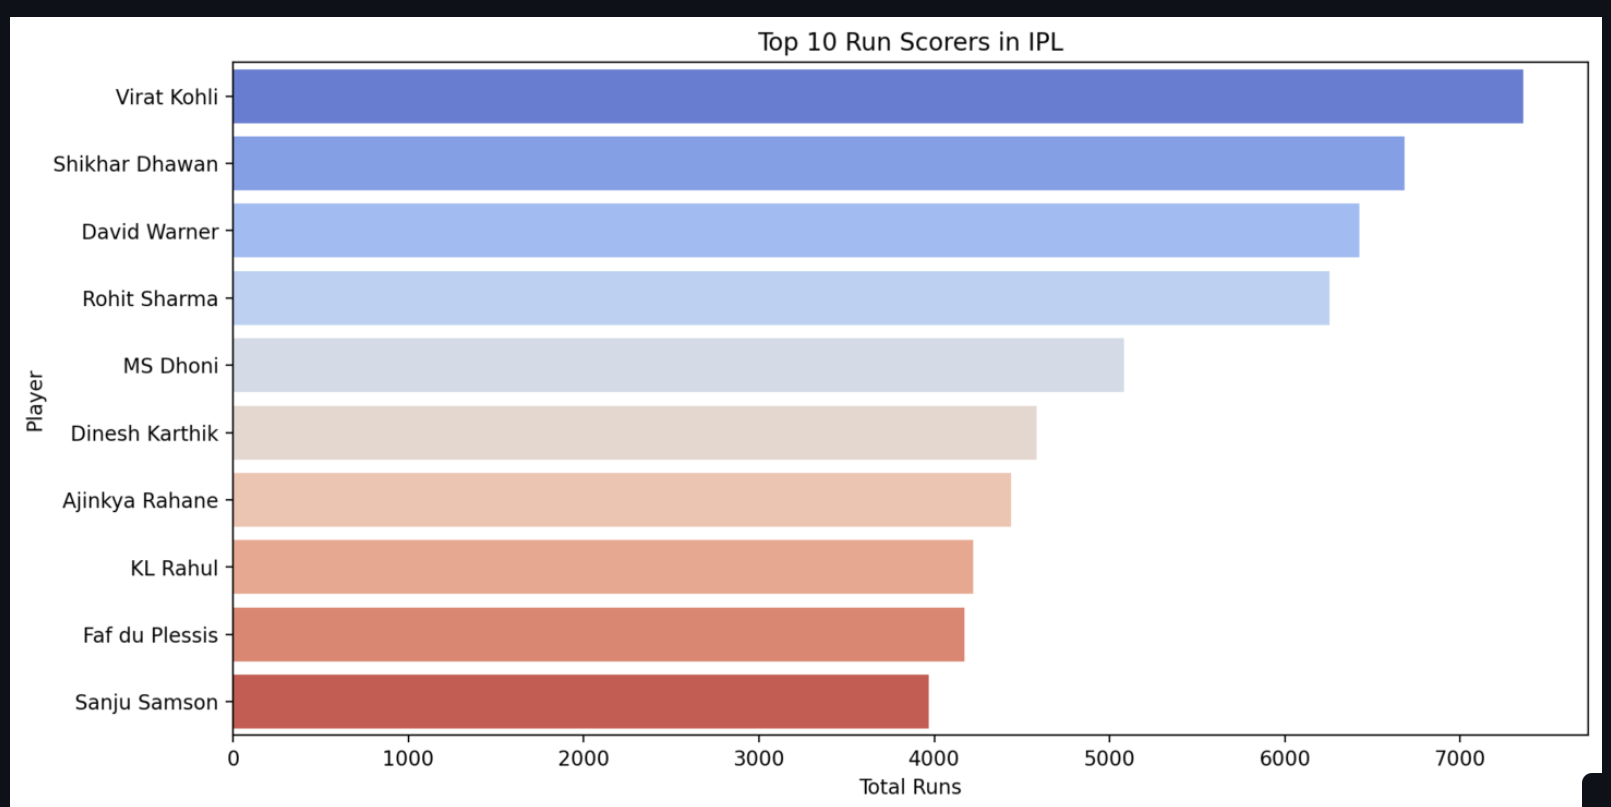 Top 10 Run Scorers in IPL
Player
Virat Kohli
Shikhar Dhawan
David Warner
Rohit Sharma
MS Dhoni
Dinesh Karthik
Ajinkya Rahane
KL Rahul
Faf du Plessis
Sanju Samson
0 1000 2000 3000 4000 5000 6000 7000
Total Runs